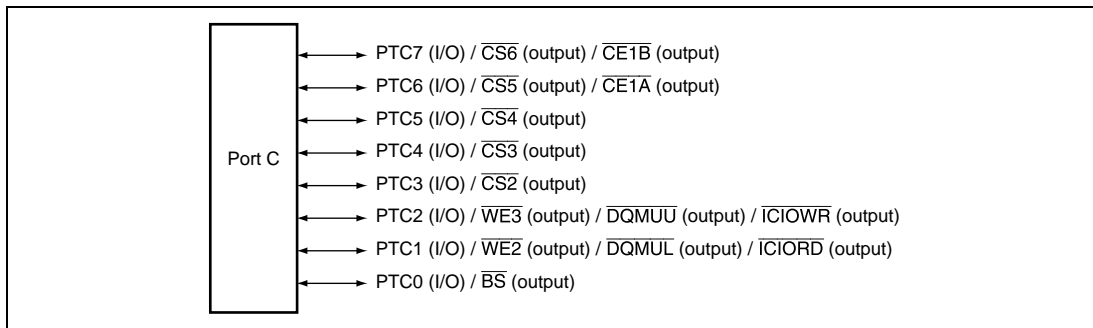 Port C
PTC7 (I/O) / CS6 (output) / CE1B (output)
PTC6 (I/O) / CS5 (output) / CE1A (output)
PTC5 (I/O) / CS4 (output)
PTC4 (I/O) / CS3 (output)
PTC3 (I/O) / CS2 (output)
PTC2 (I/O) / WE3 (output) / DQMUU (output) / ICIOWR (output)
PTC1 (I/O) / WE2 (output) / DQMUL (output) / ICIORD (output)
PTC0 (I/O) / BS (output)